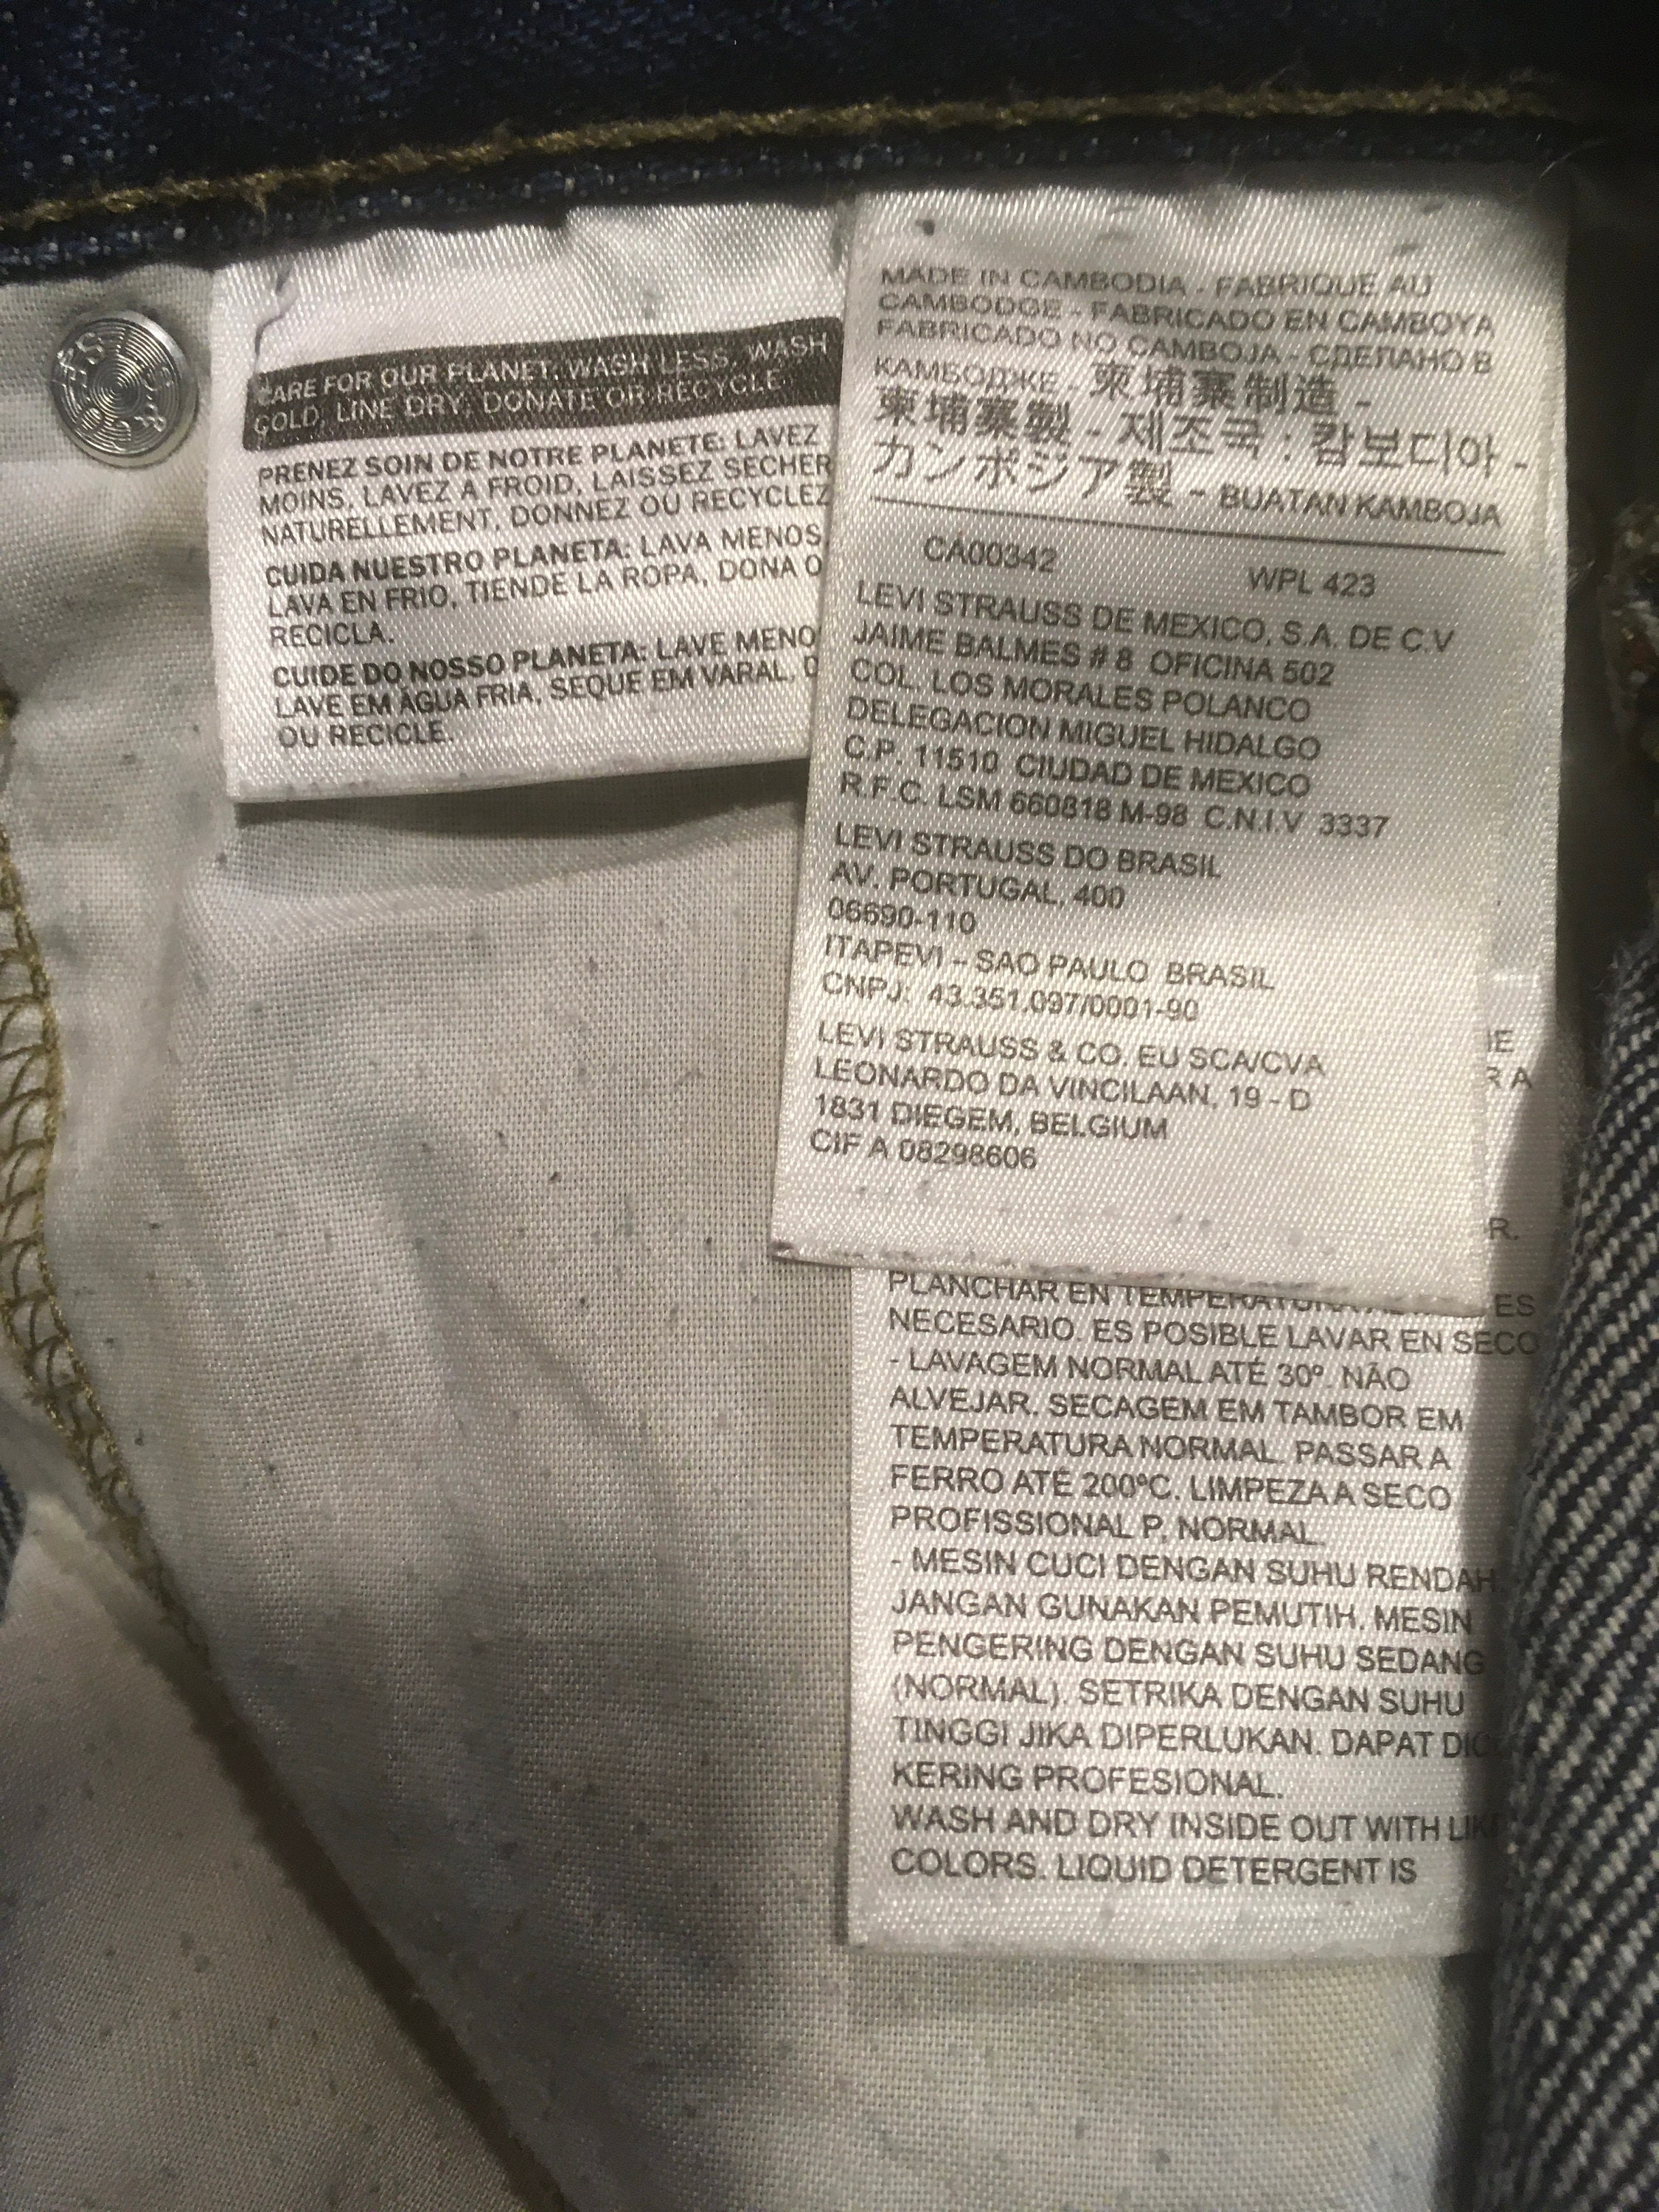 CARE FOR OUR PLANET: WASH LESS, WASH
COLD, LINE DRY, DONATE OR RECYCLE.
PRENEZ SOIN DE NOTRE PLANETE: LAVEZ
MOINS, LAVEZ A FROID, LAISSEZ SECHER
NATURELLEMENT, DONNEZ OU RECYCLEZ
CUIDA NUESTRO PLANETA: LAVA MENOS
LAVA EN FRIO, TIENDE LA ROPA, DONA O
RECICLA.
CUIDE DO NOSSO PLANETA: LAVE MENO
LAVE EM ÁGUA FRIA, SEQUE EM VARAL, D
OU RECICLE.
MADE IN CAMBODIA - FABRIQUE AU
CAMBODGE - FABRICADO EN CAMBOYA
FABRICADO NO CAMBOJA - СДЕЛАНО В
КАМБОДЖЕ - 柬埔寨制造 -
柬埔寨製 - 제조국 : 캄보디아 -
カンボジア製 - BUATAN KAMBOJA
CA00342 WPL 423
LEVI STRAUSS DE MEXICO, S.A. DE C.V
JAIME BALMES # 8 OFICINA 502
COL. LOS MORALES POLANCO
DELEGACION MIGUEL HIDALGO
C.P. 11510 CIUDAD DE MEXICO
R.F.C. LSM 660818 M-98 C.N.I.V 3337
LEVI STRAUSS DO BRASIL
AV. PORTUGAL, 400
06690-110
ITAPEVI – SAO PAULO BRASIL
CNPJ: 43.351.097/0001-90
LEVI STRAUSS & CO. EU SCA/CVA
LEONARDO DA VINCILAAN, 19 - D
1831 DIEGEM, BELGIUM
CIF A 08298606
PLANCHAR EN TEMPERATURA ES
NECESARIO. ES POSIBLE LAVAR EN SECO
- LAVAGEM NORMAL ATÉ 30º. NÃO
ALVEJAR. SECAGEM EM TAMBOR EM
TEMPERATURA NORMAL. PASSAR A
FERRO ATÉ 200ºC. LIMPEZA A SECO
PROFISSIONAL P, NORMAL.
- MESIN CUCI DENGAN SUHU RENDAH.
JANGAN GUNAKAN PEMUTIH. MESIN
PENGERING DENGAN SUHU SEDANG
(NORMAL). SETRIKA DENGAN SUHU
TINGGI JIKA DIPERLUKAN. DAPAT
KERING PROFESIONAL.
WASH AND DRY INSIDE OUT WITH LIKE
COLORS. LIQUID DETERGENT IS